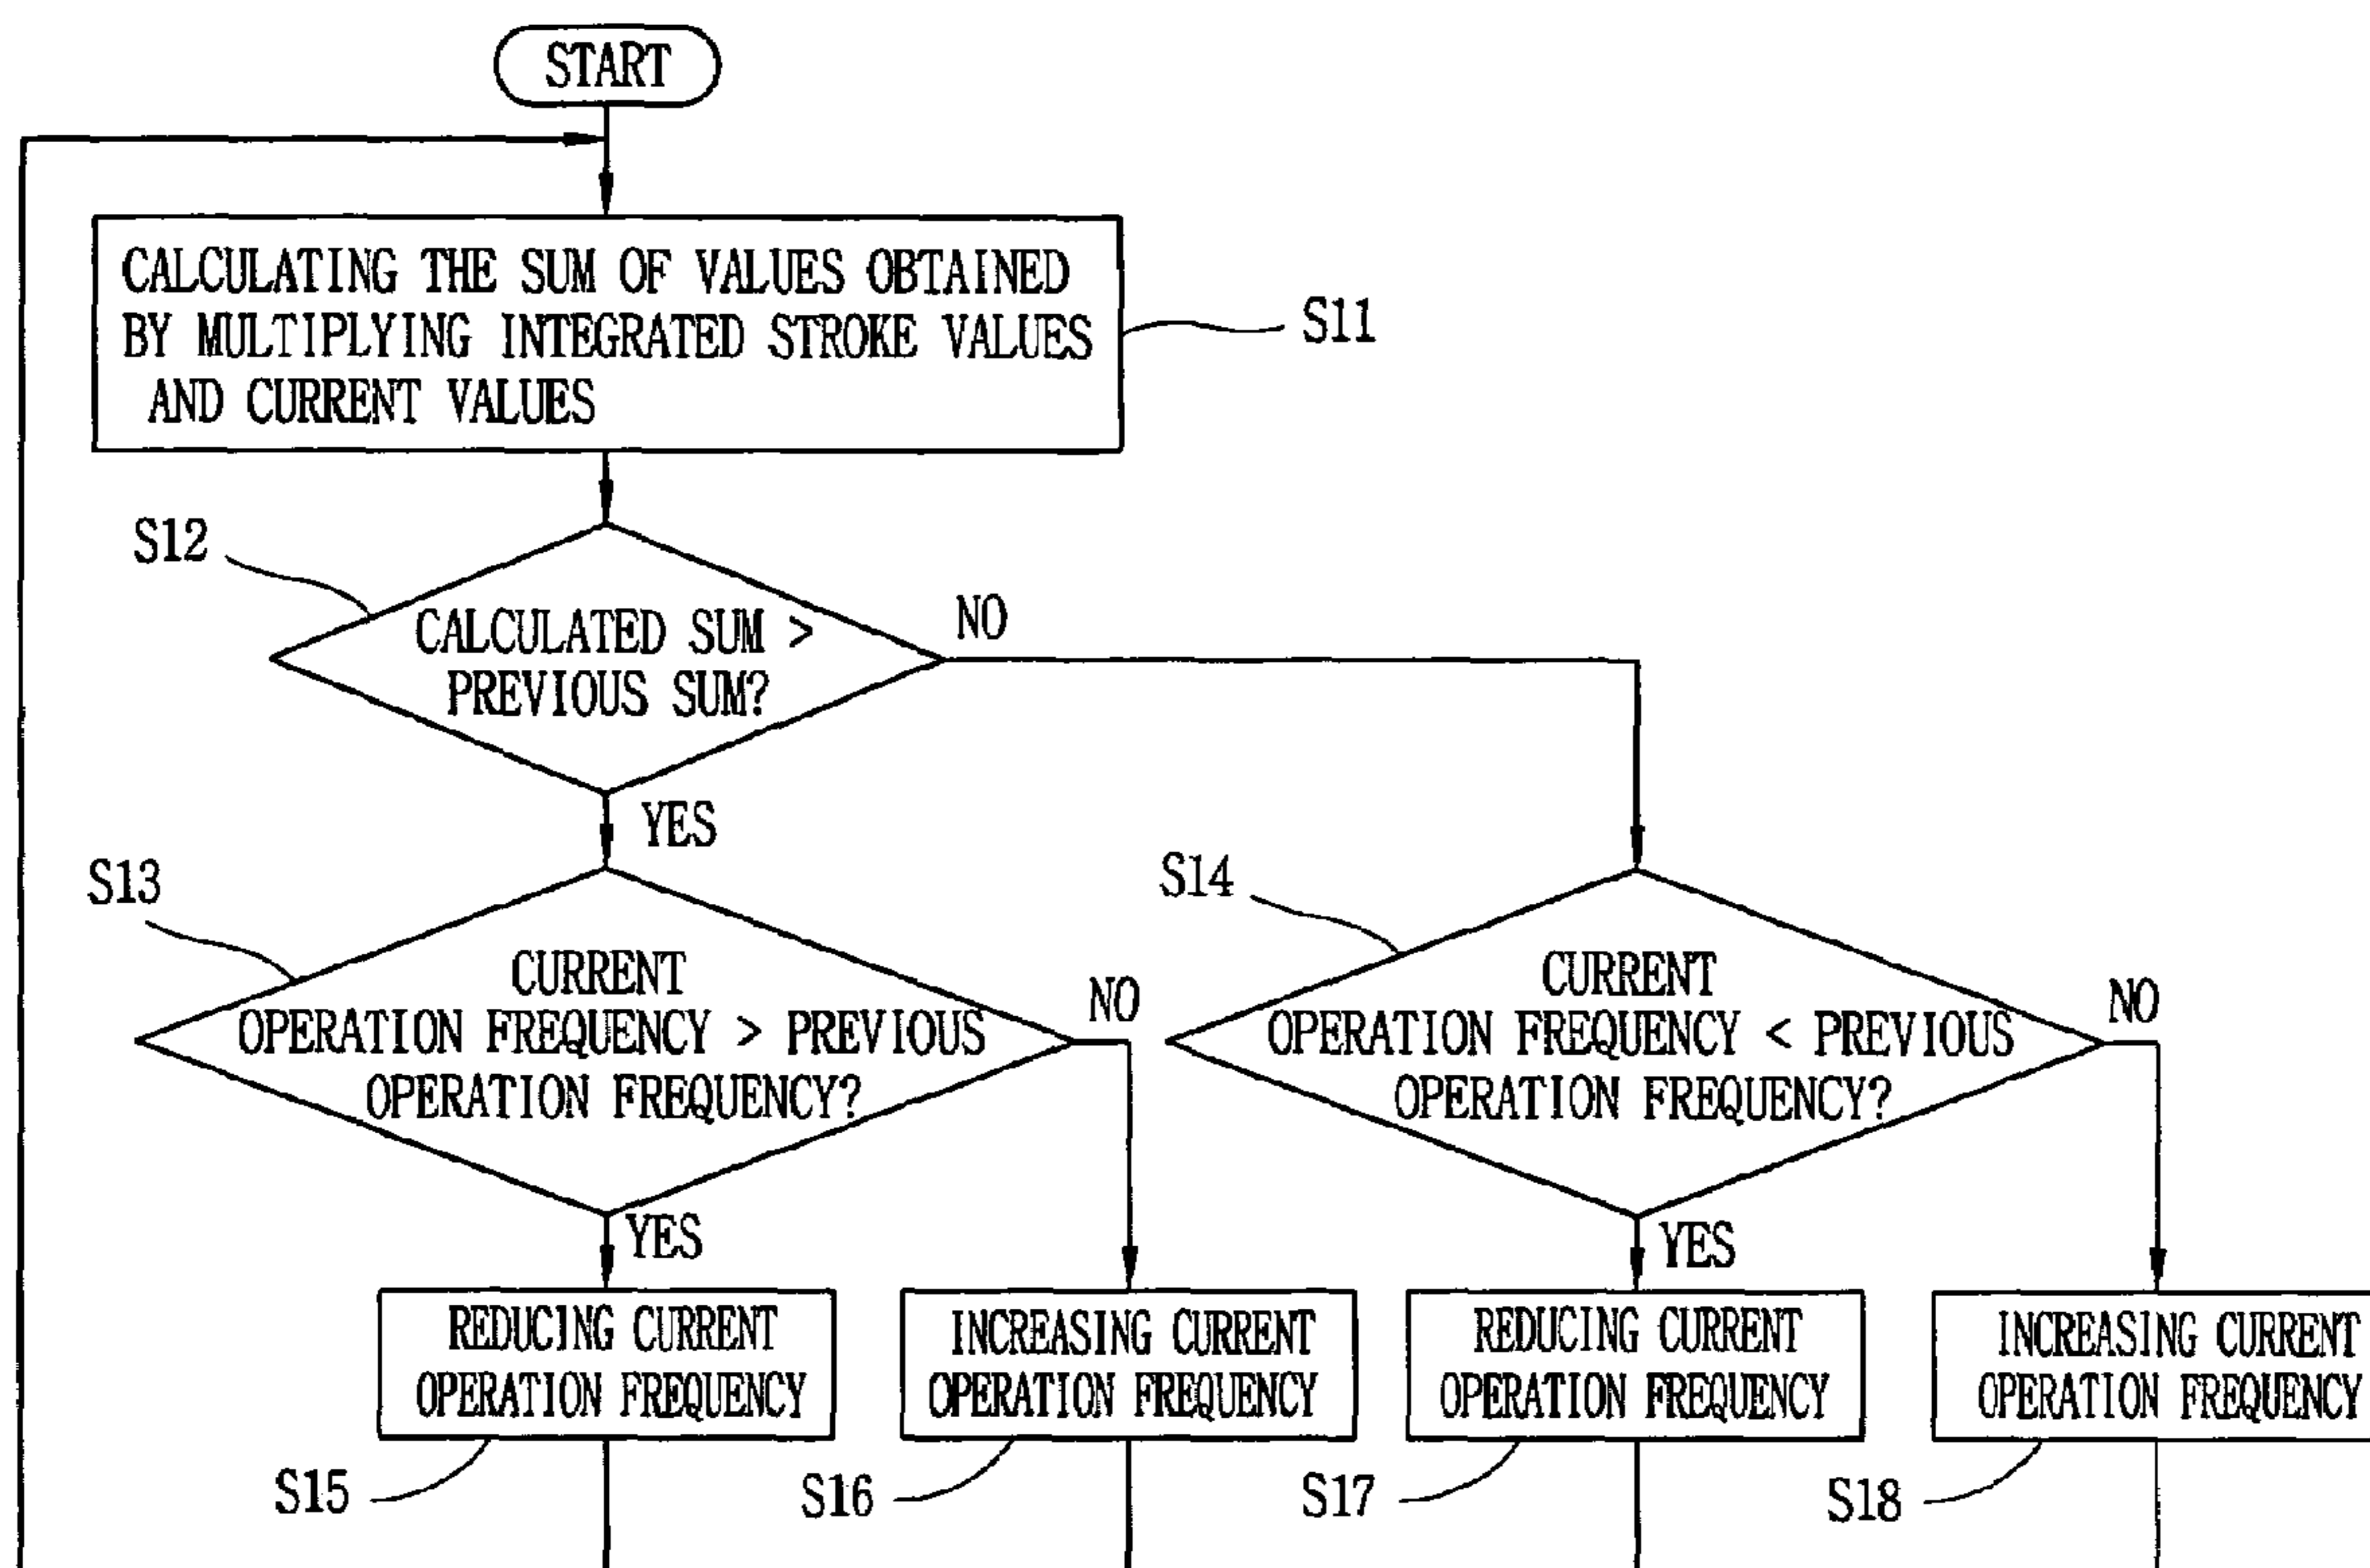 START
CALCULATING THE SUM OF VALUES OBTAINED
BY MULTIPLYING INTEGRATED STROKE VALUES
AND CURRENT VALUES
S11
S12
CALCULATED SUM >
PREVIOUS SUM?
NO
YES
S13
CURRENT
OPERATION FREQUENCY > PREVIOUS
OPERATION FREQUENCY?
NO
S14
CURRENT
OPERATION FREQUENCY < PREVIOUS
OPERATION FREQUENCY?
NO
YES
YES
REDUCING CURRENT
OPERATION FREQUENCY
INCREASING CURRENT
OPERATION FREQUENCY
REDUCING CURRENT
OPERATION FREQUENCY
INCREASING CURRENT
OPERATION FREQUENCY
S15
S16
S17
S18